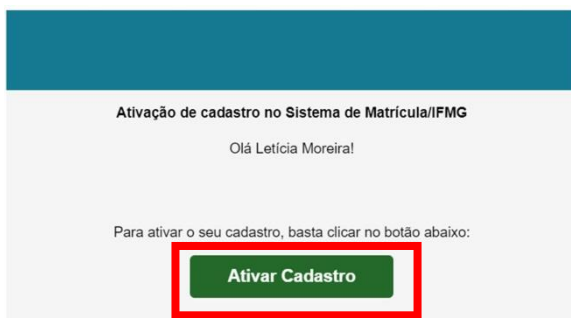 Ativação de cadastro no Sistema de Matrícula/IFMG
Olá Letícia Moreira!
Para ativar o seu cadastro, basta clicar no botão abaixo:
Ativar Cadastro